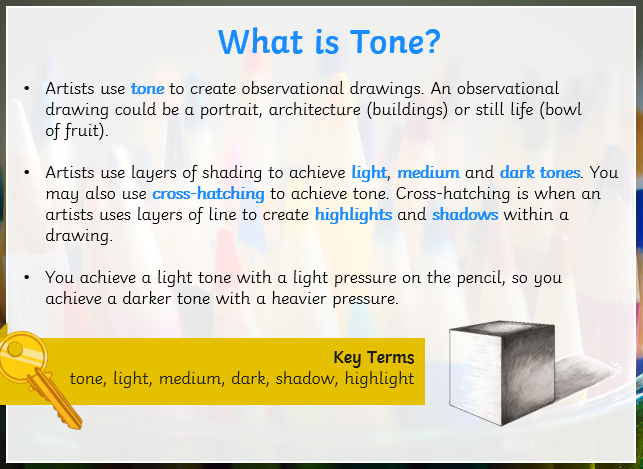 What is Tone?
• Artists use tone to create observational drawings. An observational
drawing could be a portrait, architecture (buildings) or still life (bowl
of fruit).
• Artists use layers of shading to achieve light, medium and dark tones. You
may also use cross-hatching to achieve tone. Cross-hatching is when an
artists uses layers of line to create highlights and shadows within a
drawing.
• You achieve a light tone with a light pressure on the pencil, so you
achieve a darker tone with a heavier pressure.
Key Terms
tone, light, medium, dark, shadow, highlight